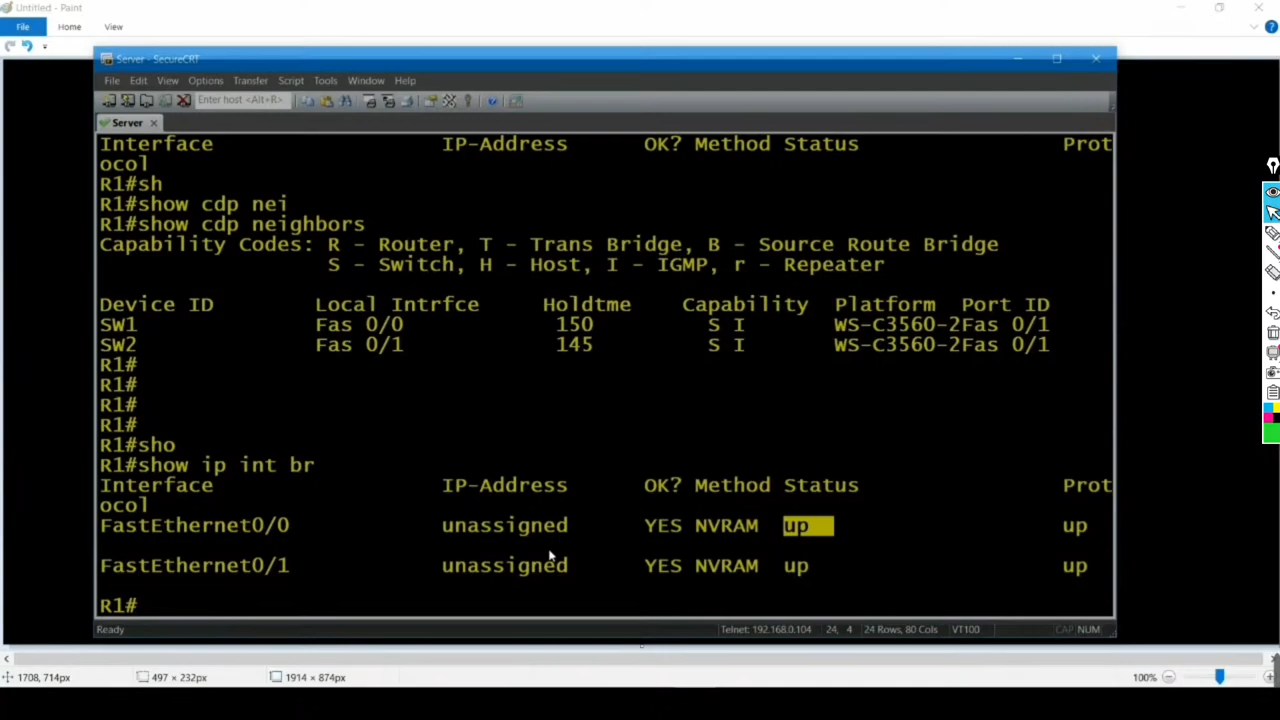 Untitled - Paint
File Home View
Server - SecureCRT
File Edit View Options Transfer Script Tools Window Help
Enter host <Alt+R>
Server
Interface IP-Address OK? Method Status Prot
ocol
R1#sh
R1#show cdp nei
R1#show cdp neighbors
Capability Codes: R - Router, T - Trans Bridge, B - Source Route Bridge
S - Switch, H - Host, I - IGMP, r - Repeater
Device ID Local Intrfce Holdtme Capability Platform Port ID
SW1 Fas 0/0 150 S I WS-C3560-2Fas 0/1
SW2 Fas 0/1 145 S I WS-C3560-2Fas 0/1
R1#
R1#
R1#
R1#
R1#sho
R1#show ip int br
Interface IP-Address OK? Method Status Prot
ocol
FastEthernet0/0 unassigned YES NVRAM up up
FastEthernet0/1 unassigned YES NVRAM up up
R1#
Ready Telnet: 192.168.0.104 24, 4 24 Rows, 80 Cols VT100 CAP NUM
1708, 714px 497 × 232px 1914 × 874px 100%